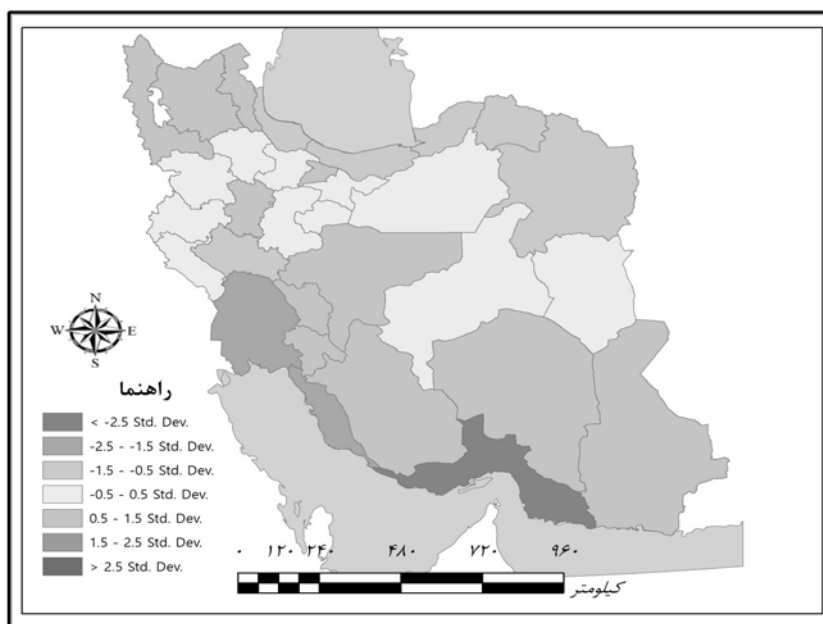 N
W E
S
راهنما
< -2.5 Std. Dev.
-2.5 - -1.5 Std. Dev.
-1.5 - -0.5 Std. Dev.
-0.5 - 0.5 Std. Dev.
0.5 - 1.5 Std. Dev.
1.5 - 2.5 Std. Dev.
> 2.5 Std. Dev.
۰ ۱۲۰ ۲۴۰ ۴۸۰ ۷۲۰ ۹۶۰
کیلومتر